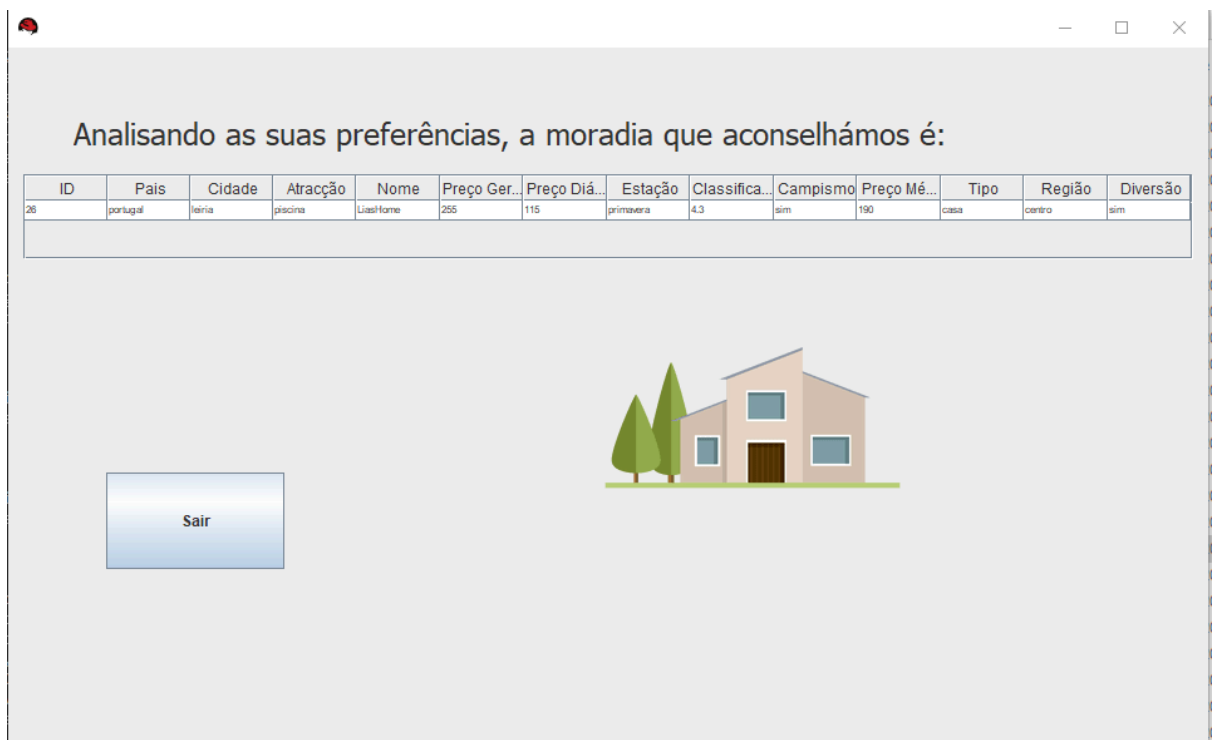 Analisando as suas preferências, a moradia que aconselhámos é:
ID Pais Cidade Atracção Nome Preço Ger... Preço Diá... Estação Classifica... Campismo Preço Mé... Tipo Região Diversão
26 portugal leiria piscina LiasHome 255 115 primavera 4.3 sim 190 casa centro sim
Sair